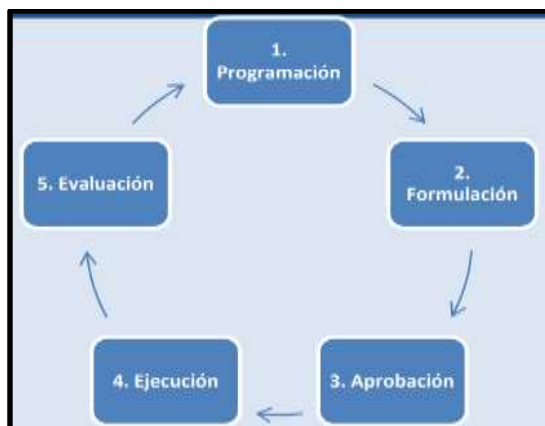 1.
Programación
2.
Formulación
3. Aprobación
4. Ejecución
5. Evaluación